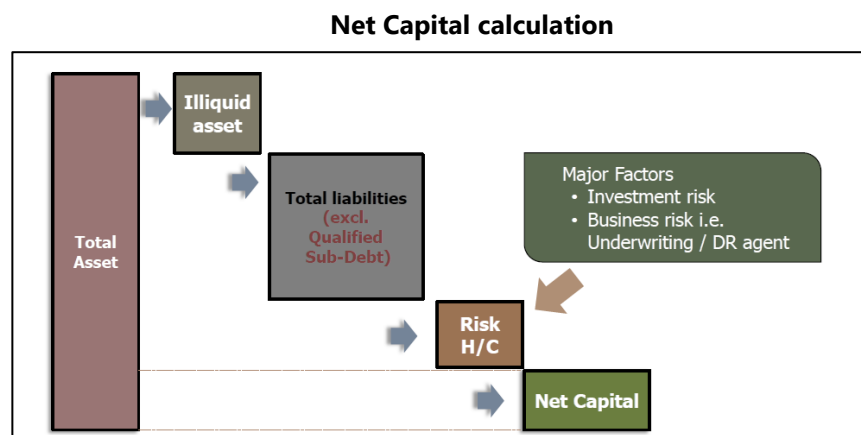 Net Capital calculation
Illiquid
asset
Total liabilities
(excl.
Qualified
Sub-Debt)
Total
Asset
Major Factors
• Investment risk
• Business risk i.e.
Underwriting / DR agent
Risk
H/C
Net Capital